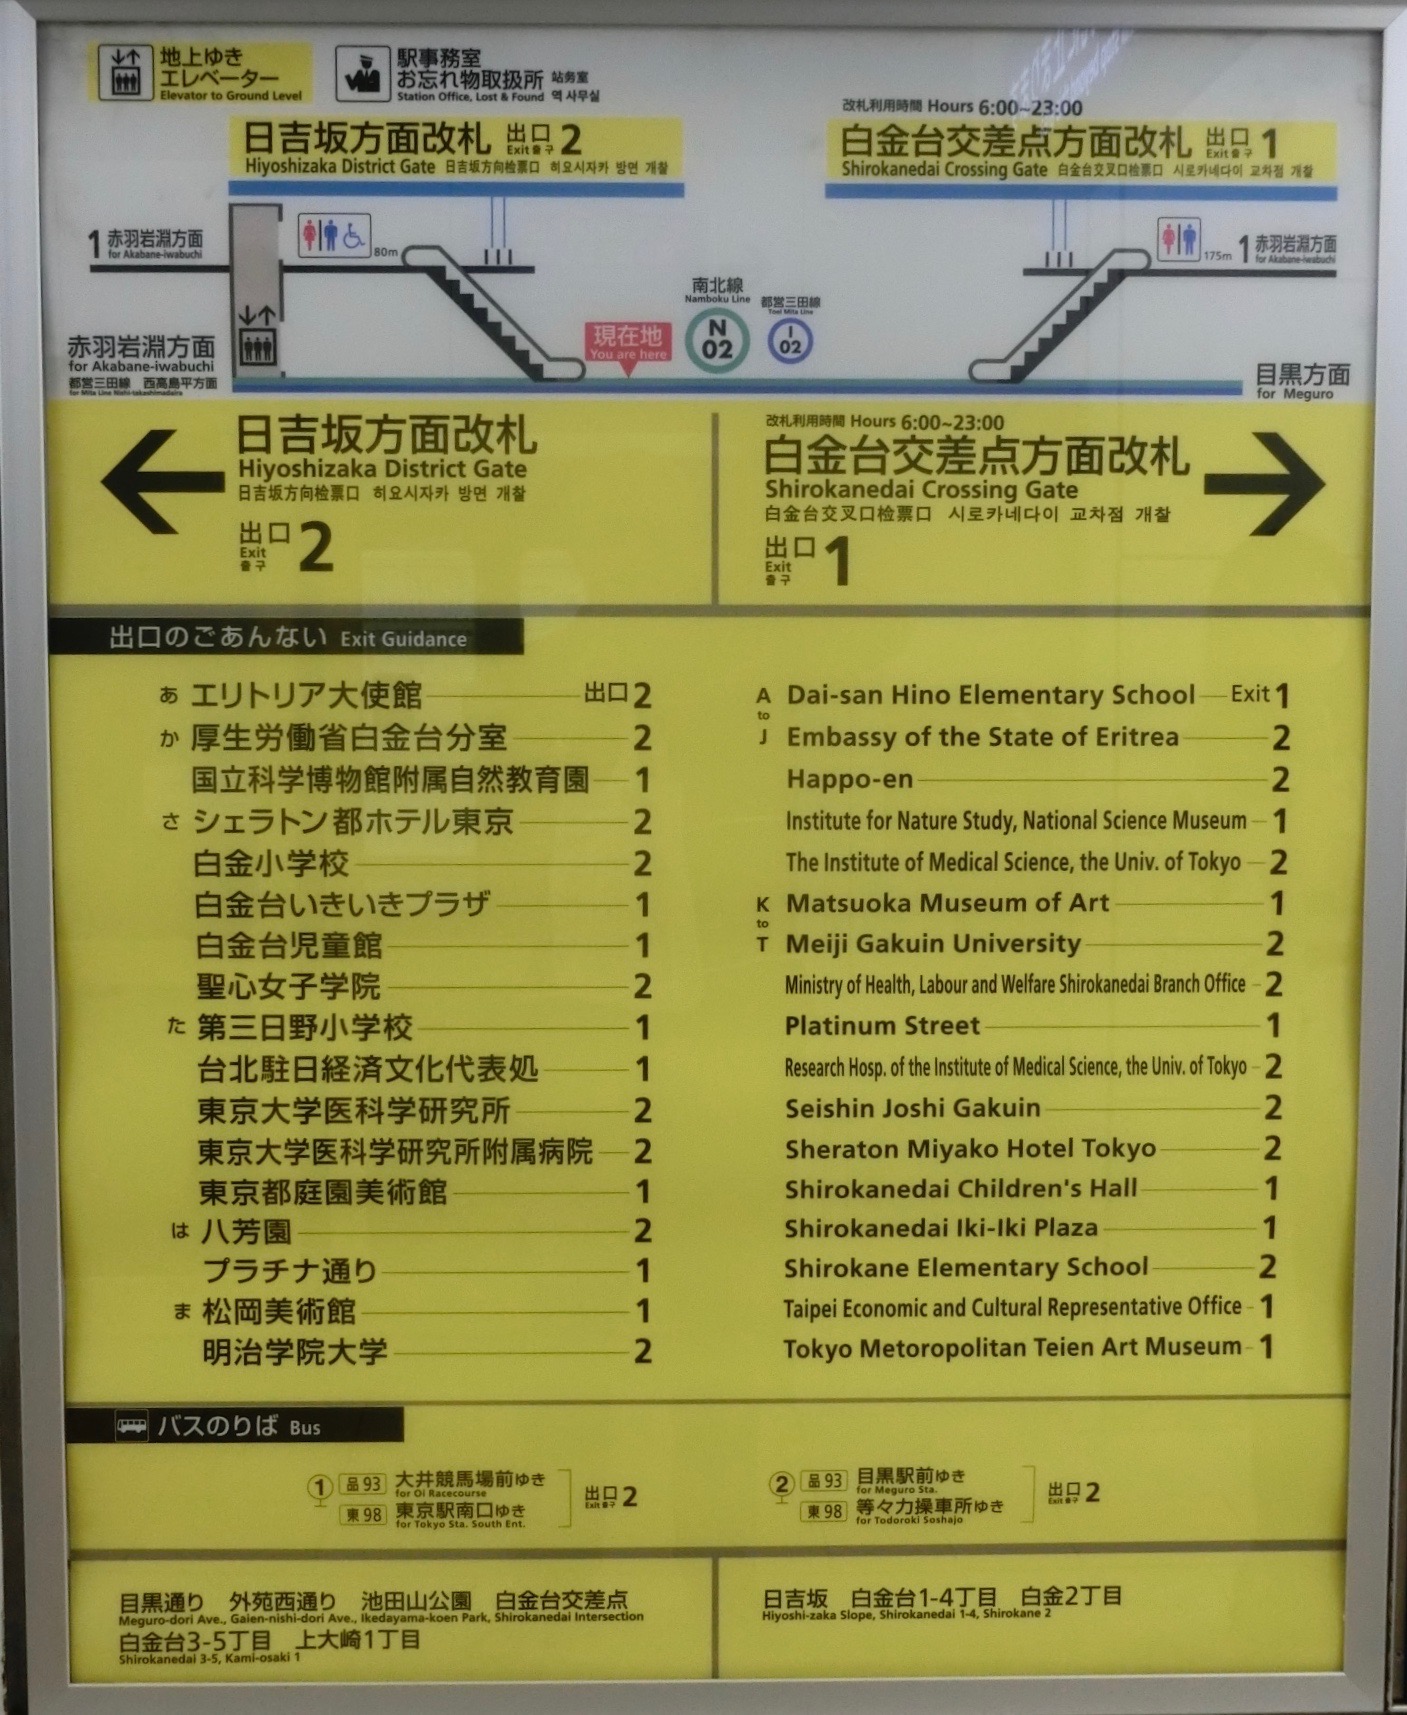 地上ゆき
エレベーター
Elevator to Ground Level
駅事務室
お忘れ物取扱所 站务室
Station Office, Lost & Found 역 사무실
日吉坂方面改札 出口 Exit 출구 2
Hiyoshizaka District Gate 日吉坂方向检票口 히요시자카 방면 개찰
改札利用時間 Hours 6:00~23:00
白金台交差点方面改札 出口 Exit 출구 1
Shirokanedai Crossing Gate 白金台交叉口检票口 시로카네다이 교차점 개찰
1 赤羽岩淵方面
for Akabane-iwabuchi
80m
175m
1 赤羽岩淵方面
for Akabane-iwabuchi
南北線
Namboku Line
N
02
都営三田線
Toei Mita Line
I
02
現在地
You are here
赤羽岩淵方面
for Akabane-iwabuchi
都営三田線 西高島平方面
for Mita Line Nishi-takashimadaira
目黒方面
for Meguro
日吉坂方面改札
Hiyoshizaka District Gate
日吉坂方向检票口 히요시자카 방면 개찰
出口 Exit 출구 2
改札利用時間 Hours 6:00~23:00
白金台交差点方面改札
Shirokanedai Crossing Gate
白金台交叉口检票口 시로카네다이 교차점 개찰
出口 Exit 출구 1
出口のごあんない Exit Guidance
あ エリトリア大使館 出口 2
か 厚生労働省白金台分室 2
国立科学博物館附属自然教育園 1
さ シェラトン都ホテル東京 2
白金小学校 2
白金台いきいきプラザ 1
白金台児童館 1
聖心女子学院 2
た 第三日野小学校 1
台北駐日経済文化代表処 1
東京大学医科学研究所 2
東京大学医科学研究所附属病院 2
東京都庭園美術館 1
は 八芳園 2
プラチナ通り 1
ま 松岡美術館 1
明治学院大学 2
A to J Dai-san Hino Elementary School Exit 1
Embassy of the State of Eritrea 2
Happo-en 2
Institute for Nature Study, National Science Museum 1
The Institute of Medical Science, the Univ. of Tokyo 2
K to T Matsuoka Museum of Art 1
Meiji Gakuin University 2
Ministry of Health, Labour and Welfare Shirokanedai Branch Office 2
Platinum Street 1
Research Hosp. of the Institute of Medical Science, the Univ. of Tokyo 2
Seishin Joshi Gakuin 2
Sheraton Miyako Hotel Tokyo 2
Shirokanedai Children's Hall 1
Shirokanedai Iki-Iki Plaza 1
Shirokane Elementary School 2
Taipei Economic and Cultural Representative Office 1
Tokyo Metoropolitan Teien Art Museum 1
バスのりば Bus
1 品93 大井競馬場前ゆき
for Oi Racecourse
東98 東京駅南口ゆき
for Tokyo Sta. South Ent.
出口 Exit 출구 2
2 品93 目黒駅前ゆき
for Meguro Sta.
東98 等々力操車所ゆき
for Todoroki Soshajo
出口 Exit 출구 2
目黒通り 外苑西通り 池田山公園 白金台交差点
Meguro-dori Ave., Gaien-nishi-dori Ave., Ikedayama-koen Park, Shirokanedai Intersection
白金台3-5丁目 上大崎1丁目
Shirokanedai 3-5, Kami-osaki 1
日吉坂 白金台1-4丁目 白金2丁目
Hiyoshi-zaka Slope, Shirokanedai 1-4, Shirokane 2